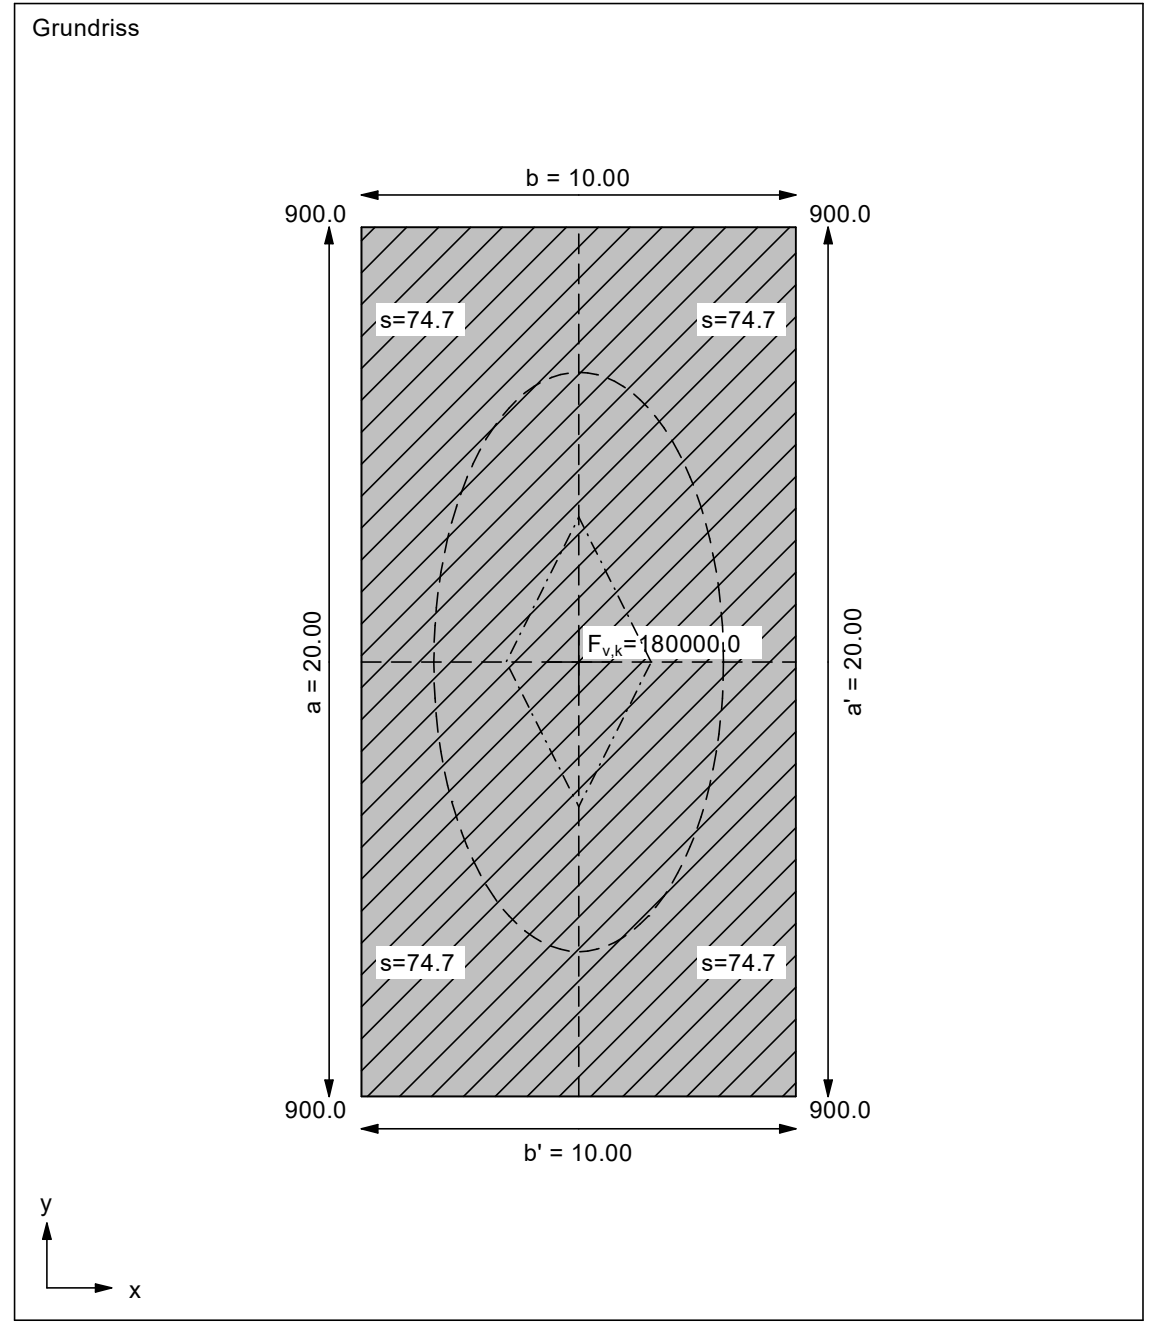 Grundriss
b = 10.00
900.0
900.0
s=74.7
s=74.7
Fv,k=180000.0
a = 20.00
a' = 20.00
s=74.7
s=74.7
900.0
900.0
b' = 10.00
y
x